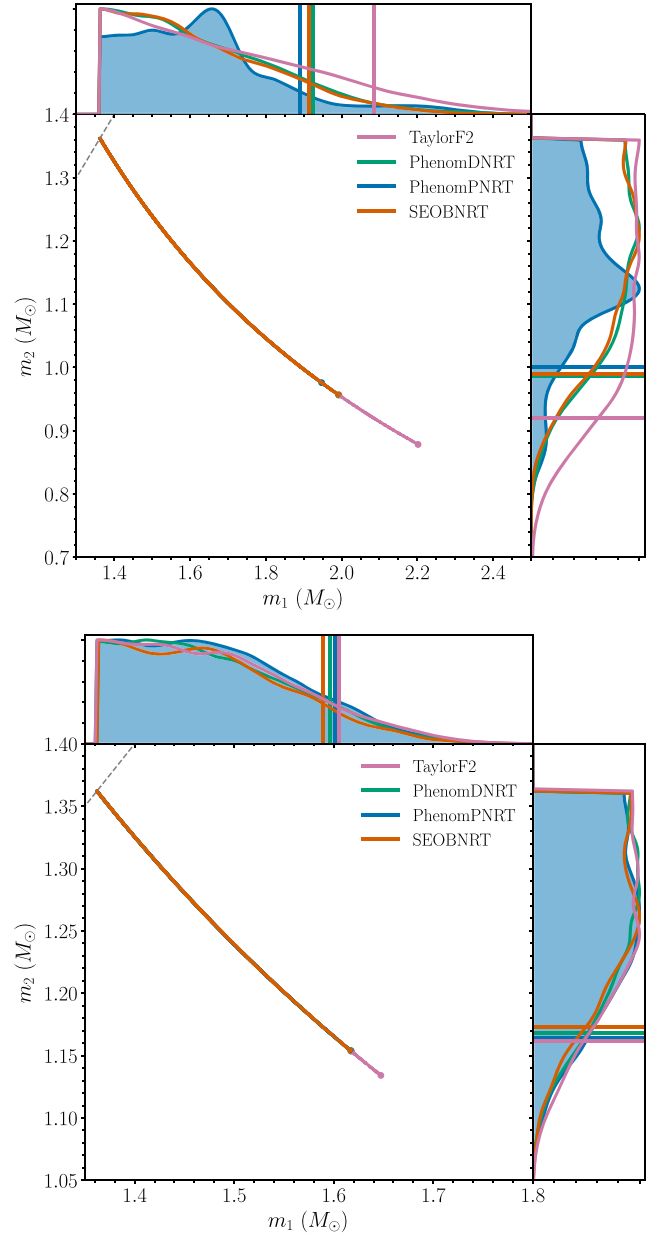 1.4
1.3
1.2
1.1
1.0
0.9
0.8
0.7
m₂ (M⊙)
TaylorF2
PhenomDNRT
PhenomPNRT
SEOBNRT
1.4 1.6 1.8 2.0 2.2 2.4
m₁ (M⊙)
1.40
1.35
1.30
1.25
1.20
1.15
1.10
1.05
m₂ (M⊙)
TaylorF2
PhenomDNRT
PhenomPNRT
SEOBNRT
1.4 1.5 1.6 1.7 1.8
m₁ (M⊙)